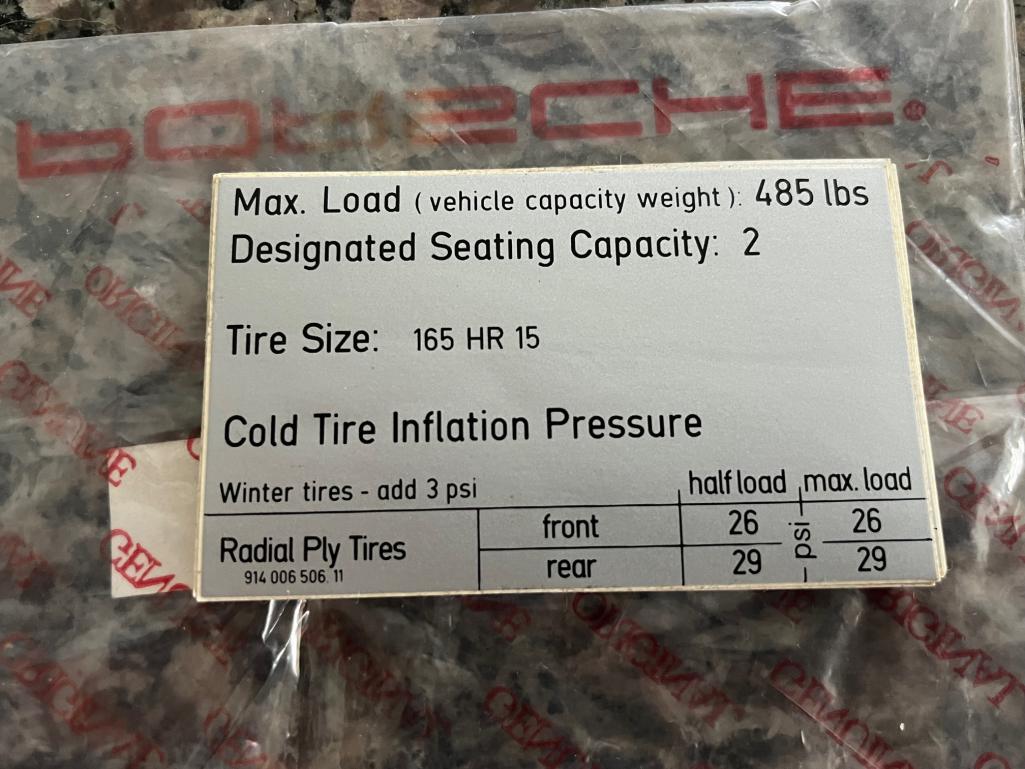 PORSCHE®
Max. Load (vehicle capacity weight): 485 lbs
Designated Seating Capacity: 2
Tire Size: 165 HR 15
Cold Tire Inflation Pressure
Winter tires - add 3 psi
half load max. load
Radial Ply Tires
914 006 506. 11
front 26 psi 26
rear 29 29